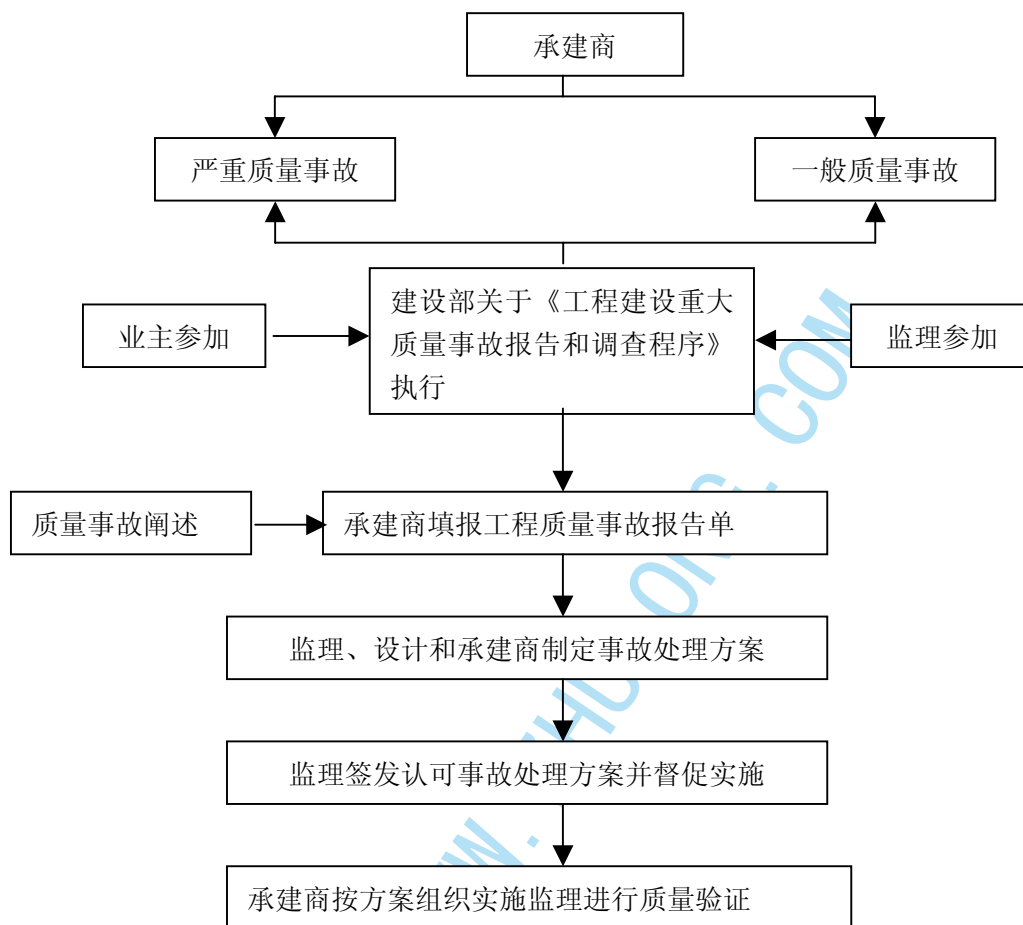 承建商
严重质量事故
一般质量事故
建设部关于《工程建设重大
质量事故报告和调查程序》
执行
业主参加
监理参加
质量事故阐述
承建商填报工程质量事故报告单
监理、设计和承建商制定事故处理方案
监理签发认可事故处理方案并督促实施
承建商按方案组织实施监理进行质量验证